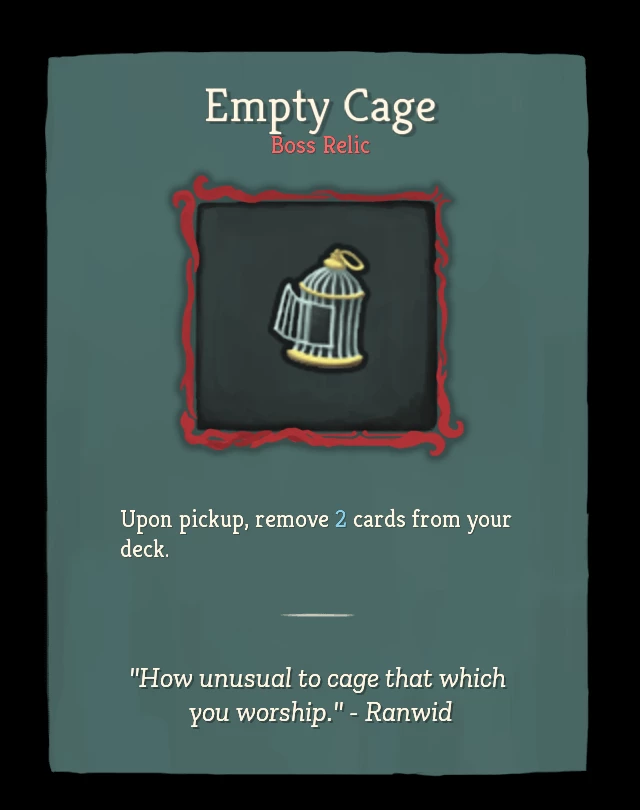 Empty Cage
Boss Relic
Upon pickup, remove 2 cards from your
deck.
"How unusual to cage that which
you worship." - Ranwid